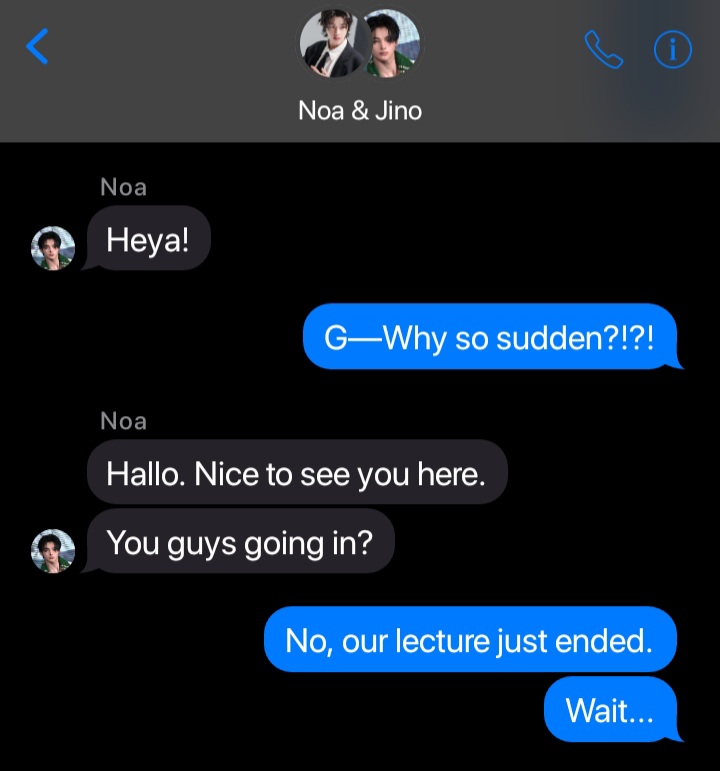 Noa & Jino
Noa
Heya!
G—Why so sudden?!?!
Noa
Hallo. Nice to see you here.
You guys going in?
No, our lecture just ended.
Wait...